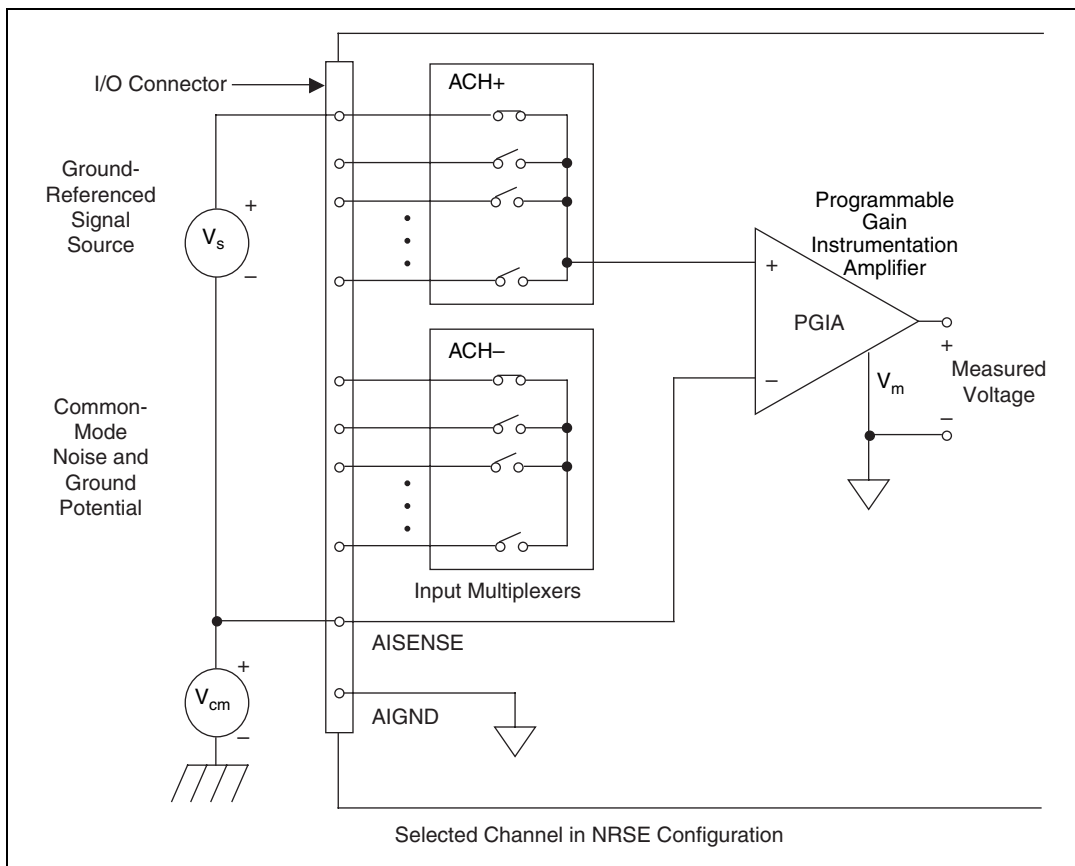 I/O Connector
ACH+
Ground-
Referenced
Signal
Source
+
Vs
–
Programmable
Gain
Instrumentation
Amplifier
+
PGIA
–
+
Vm
Measured
Voltage
–
ACH–
Common-
Mode
Noise and
Ground
Potential
Input Multiplexers
AISENSE
+
Vcm
–
AIGND
Selected Channel in NRSE Configuration